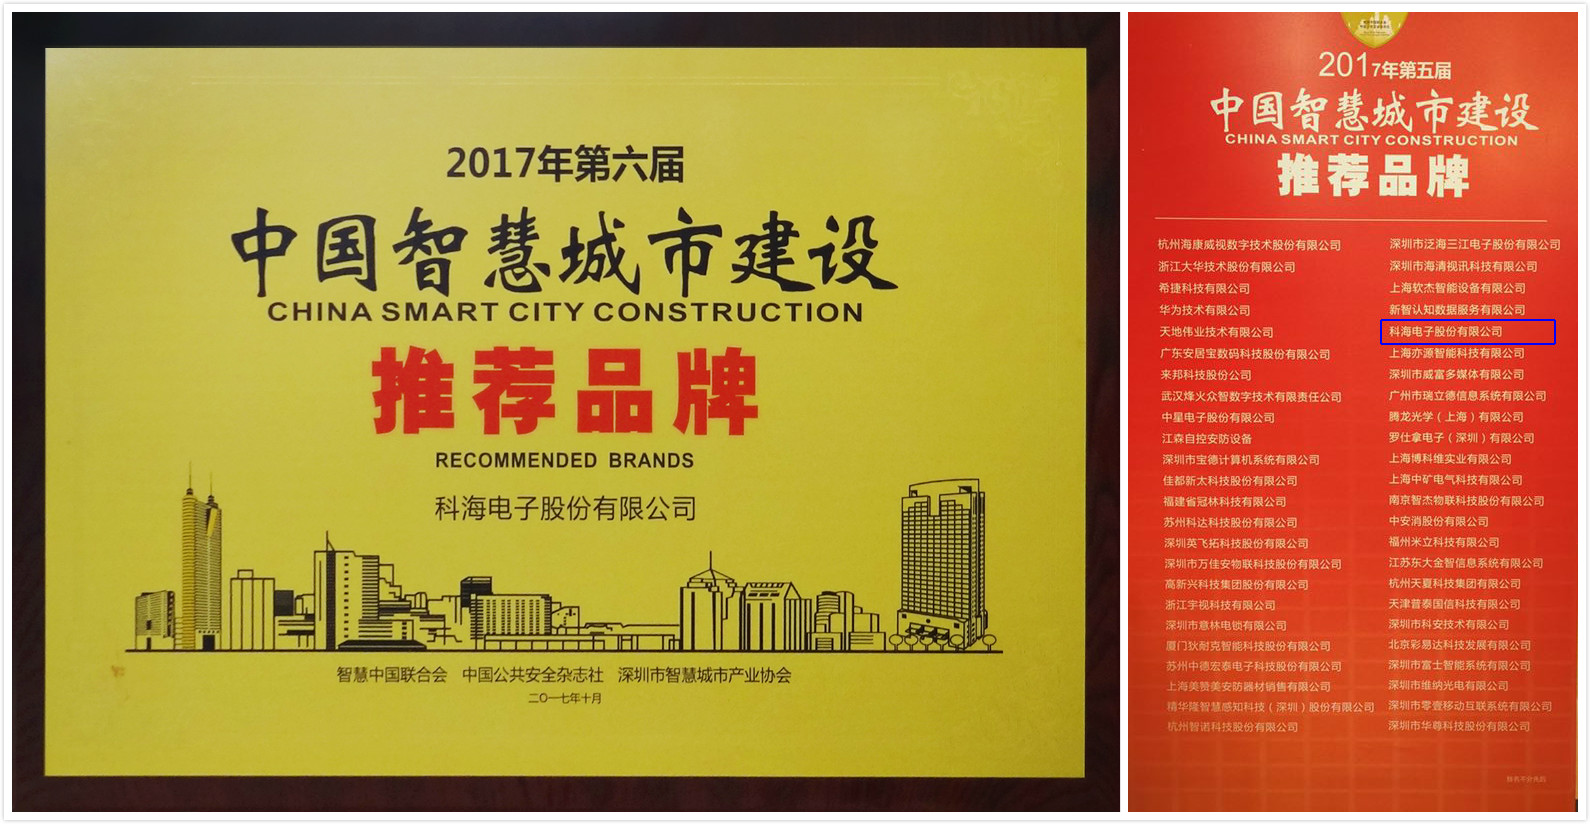 2017年第六届
中国智慧城市建设
CHINA SMART CITY CONSTRUCTION
推荐品牌
RECOMMENDED BRANDS
科海电子股份有限公司
智慧中国联合会 中国公共安全杂志社 深圳市智慧城市产业协会
二〇一七年十月
2017年第五届
中国智慧城市建设
CHINA SMART CITY CONSTRUCTION
推荐品牌
杭州海康威视数字技术股份有限公司
浙江大华技术股份有限公司
希捷科技有限公司
华为技术有限公司
天地伟业技术有限公司
广东安居宝数码科技股份有限公司
来邦科技股份公司
武汉烽火众智数字技术有限责任公司
中星电子股份有限公司
江森自控安防设备
深圳市宝德计算机系统有限公司
佳都新太科技股份有限公司
福建省冠林科技有限公司
苏州科达科技股份有限公司
深圳英飞拓科技股份有限公司
深圳市万佳安物联科技股份有限公司
高新兴科技集团股份有限公司
浙江宇视科技有限公司
深圳市意林电锁有限公司
厦门狄耐克智能科技股份有限公司
苏州中德宏泰电子科技股份有限公司
上海美赞美安防器材销售有限公司
精华隆智慧感知科技（深圳）股份有限公司
杭州智诺科技股份有限公司
深圳市泛海三江电子股份有限公司
深圳市海清视讯科技有限公司
上海软杰智能设备有限公司
新智认知数据服务有限公司
科海电子股份有限公司
上海亦源智能科技有限公司
深圳市威富多媒体有限公司
广州市瑞立德信息系统有限公司
腾龙光学（上海）有限公司
罗仕拿电子（深圳）有限公司
上海博科维实业有限公司
上海中矿电气科技有限公司
南京智杰物联科技股份有限公司
中安消股份有限公司
福州米立科技有限公司
江苏东大金智信息系统有限公司
杭州天夏科技集团有限公司
天津普泰国信科技有限公司
深圳市科安技术有限公司
北京彩易达科技发展有限公司
深圳市富士智能系统有限公司
深圳市维纳光电有限公司
深圳市零壹移动互联系统有限公司
深圳市华尊科技股份有限公司